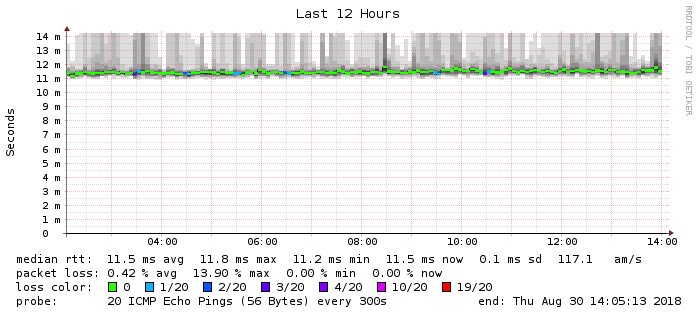 Last 12 Hours
RRDTOOL / TOBI OETIKER
Seconds
14 m
13 m
12 m
11 m
10 m
9 m
8 m
7 m
6 m
5 m
4 m
3 m
2 m
1 m
0
04:00 06:00 08:00 10:00 12:00 14:00
median rtt: 11.5 ms avg 11.8 ms max 11.2 ms min 11.5 ms now 0.1 ms sd 117.1 am/s
packet loss: 0.42 % avg 13.90 % max 0.00 % min 0.00 % now
loss color: 0 1/20 2/20 3/20 4/20 10/20 19/20
probe: 20 ICMP Echo Pings (56 Bytes) every 300s end: Thu Aug 30 14:05:13 2018